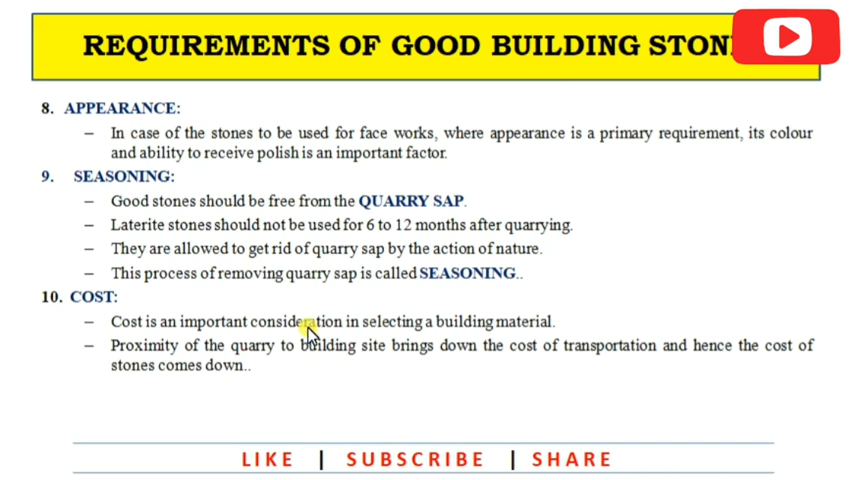 REQUIREMENTS OF GOOD BUILDING
8. APPEARANCE:
– In case of the stones to be used for face works, where appearance is a primary requirement, its colour
and ability to receive polish is an important factor.
9. SEASONING:
– Good stones should be free from the QUARRY SAP.
– Laterite stones should not be used for 6 to 12 months after quarrying.
– They are allowed to get rid of quarry sap by the action of nature.
– This process of removing quarry sap is called SEASONING..
10. COST:
– Cost is an important consideration in selecting a building material.
– Proximity of the quarry to building site brings down the cost of transportation and hence the cost of
stones comes down..
LIKE | SUBSCRIBE | SHARE